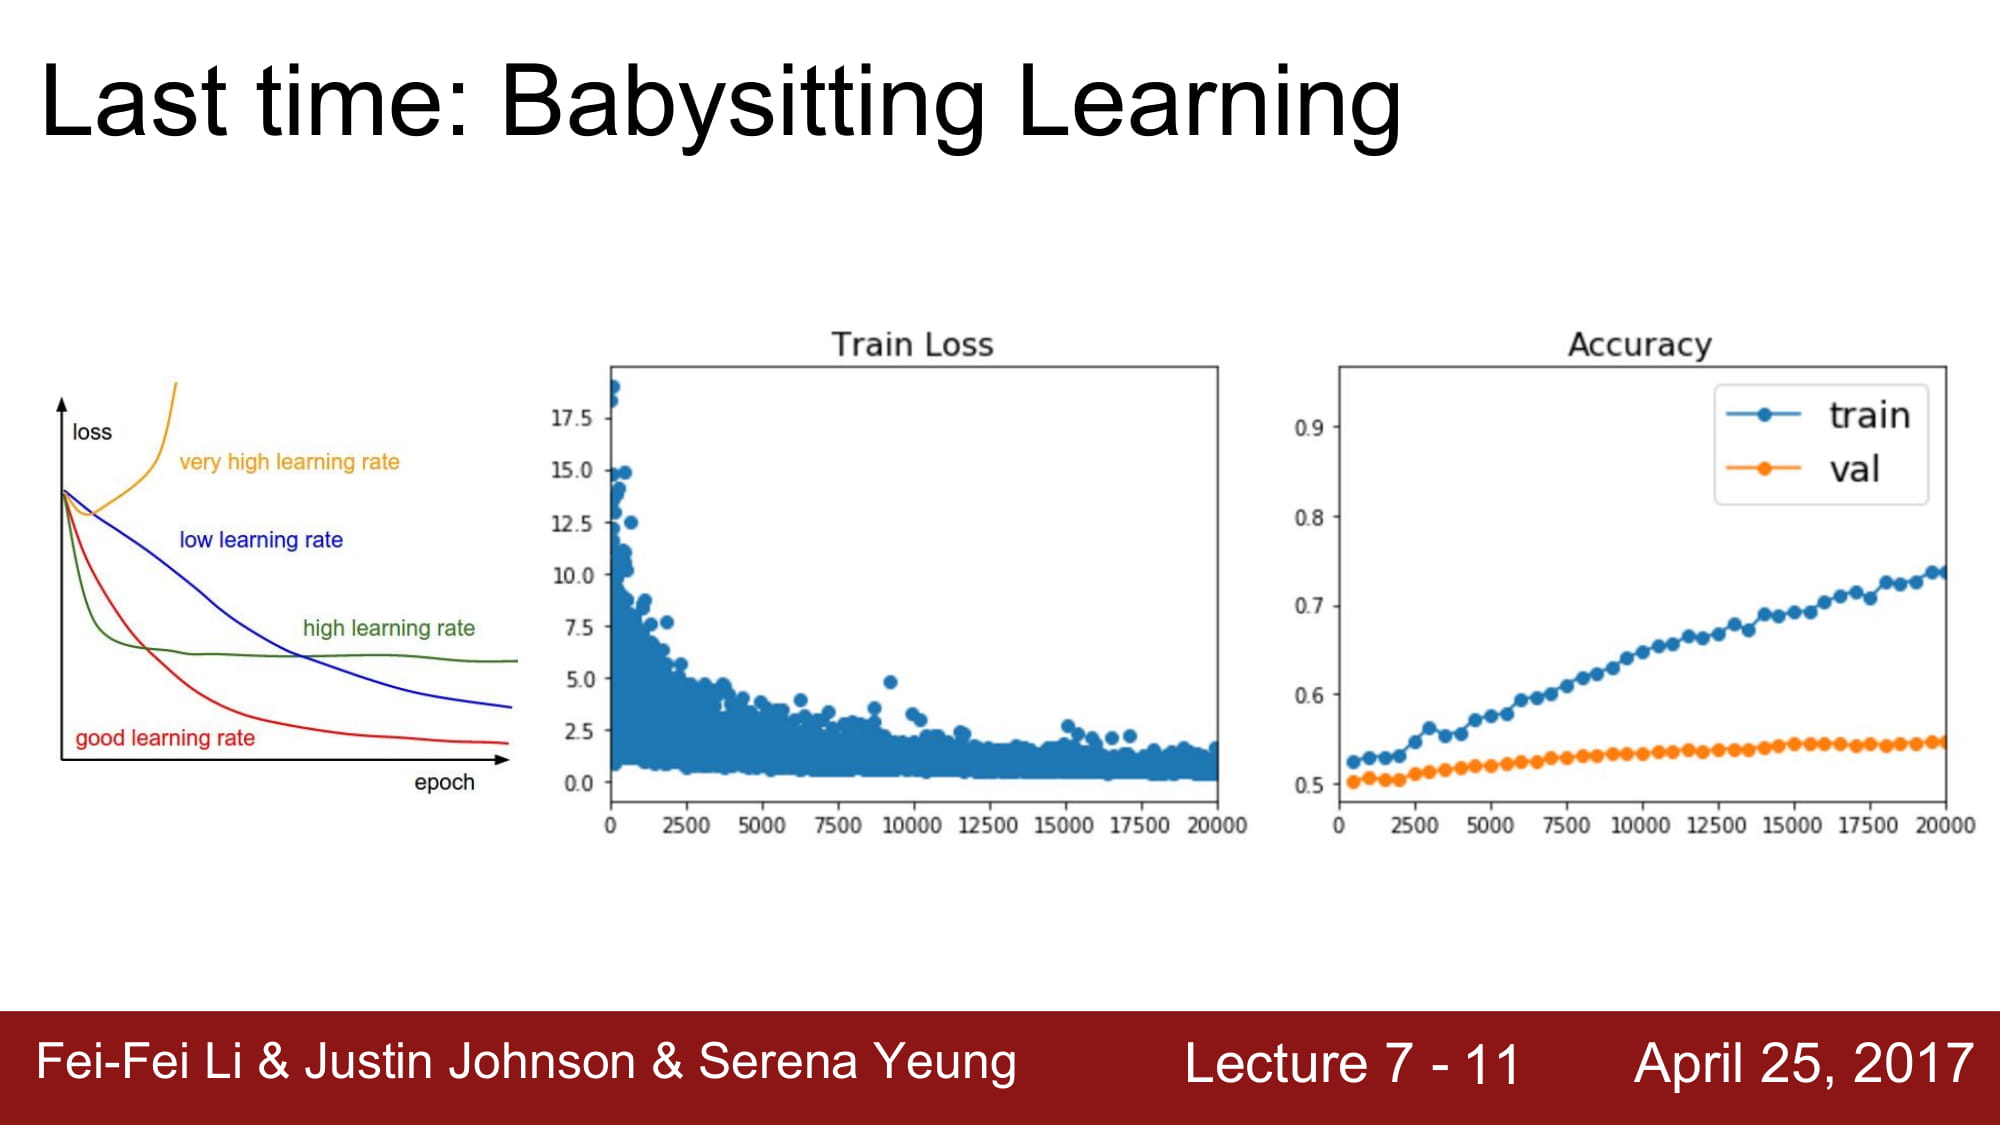 Last time: Babysitting Learning
loss
very high learning rate
low learning rate
high learning rate
good learning rate
epoch
Train Loss
17.5
15.0
12.5
10.0
7.5
5.0
2.5
0.0
0 2500 5000 7500 10000 12500 15000 17500 20000
Accuracy
train
val
0.9
0.8
0.7
0.6
0.5
0 2500 5000 7500 10000 12500 15000 17500 20000
Fei-Fei Li & Justin Johnson & Serena Yeung Lecture 7 - 11 April 25, 2017